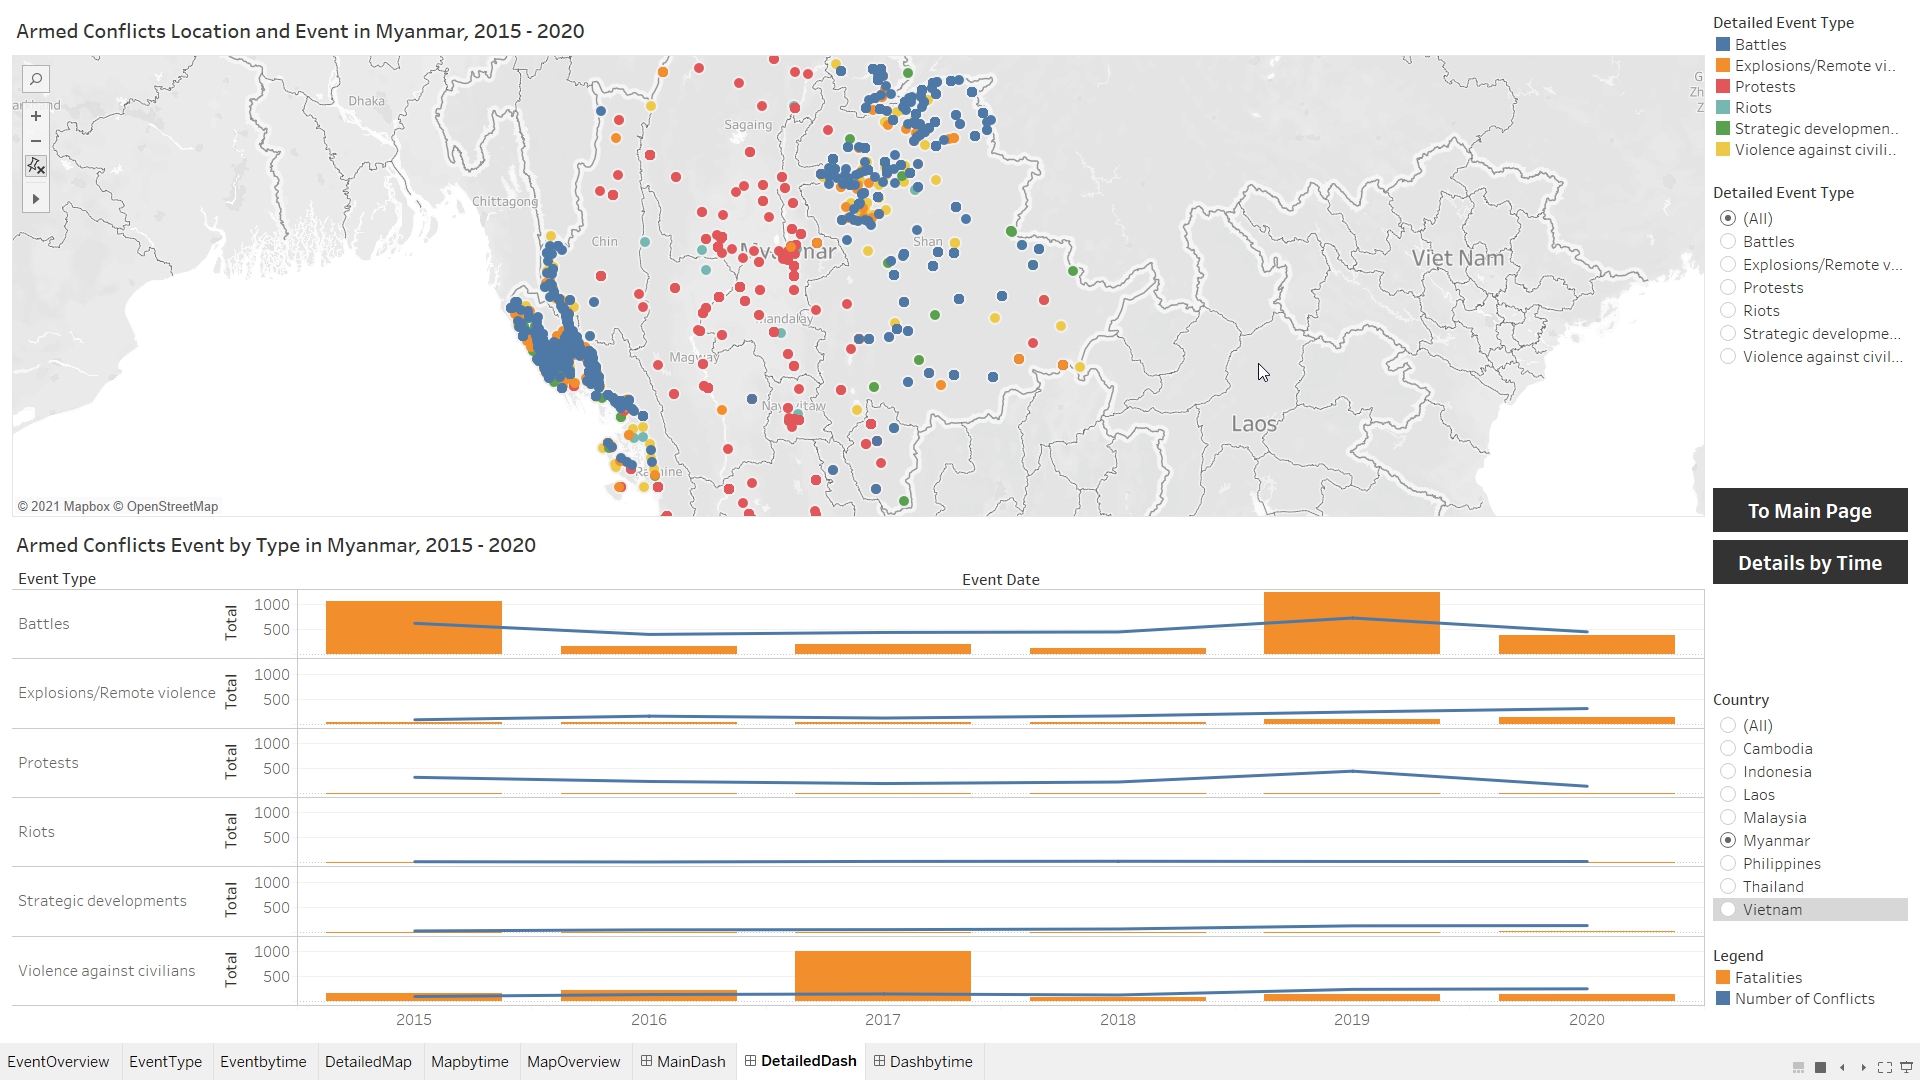 Armed Conflicts Location and Event in Myanmar, 2015 - 2020
Dhaka
Sagaing
Chittagong
Chin
Myanmar
Shan
Viet Nam
Mandalay
Magway
Laos
© 2021 Mapbox © OpenStreetMap
Detailed Event Type
Battles
Explosions/Remote vi..
Protests
Riots
Strategic developmen..
Violence against civili..
Detailed Event Type
(All)
Battles
Explosions/Remote v...
Protests
Riots
Strategic developme...
Violence against civil...
To Main Page
Details by Time
Armed Conflicts Event by Type in Myanmar, 2015 - 2020
Event Type
Event Date
Battles
Total
1000
500
Explosions/Remote violence
Total
1000
500
Protests
Total
1000
500
Riots
Total
1000
500
Strategic developments
Total
1000
500
Violence against civilians
Total
1000
500
2015 2016 2017 2018 2019 2020
Country
(All)
Cambodia
Indonesia
Laos
Malaysia
Myanmar
Philippines
Thailand
Vietnam
Legend
Fatalities
Number of Conflicts
EventOverview EventType Eventbytime DetailedMap Mapbytime MapOverview MainDash DetailedDash Dashbytime